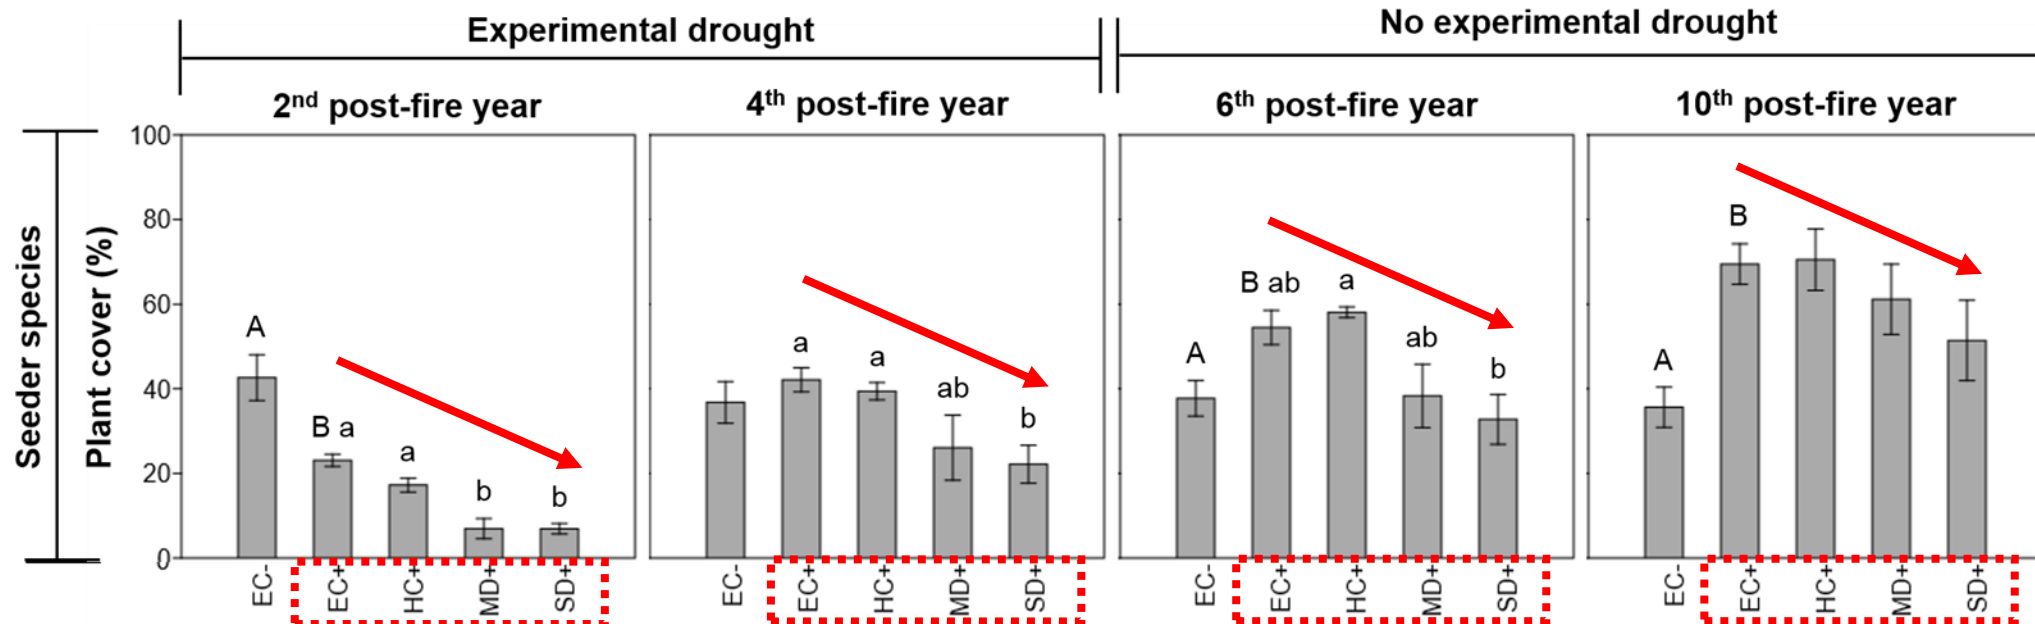 Experimental drought
No experimental drought
2nd post-fire year
4th post-fire year
6th post-fire year
10th post-fire year
Seeder species
Plant cover (%)
100
80
60
40
20
0
A
B a
a
b
b
EC-
EC+
HC+
MD+
SD+
a
a
ab
b
EC-
EC+
HC+
MD+
SD+
A
B ab
a
ab
b
EC-
EC+
HC+
MD+
SD+
A
B
EC-
EC+
HC+
MD+
SD+